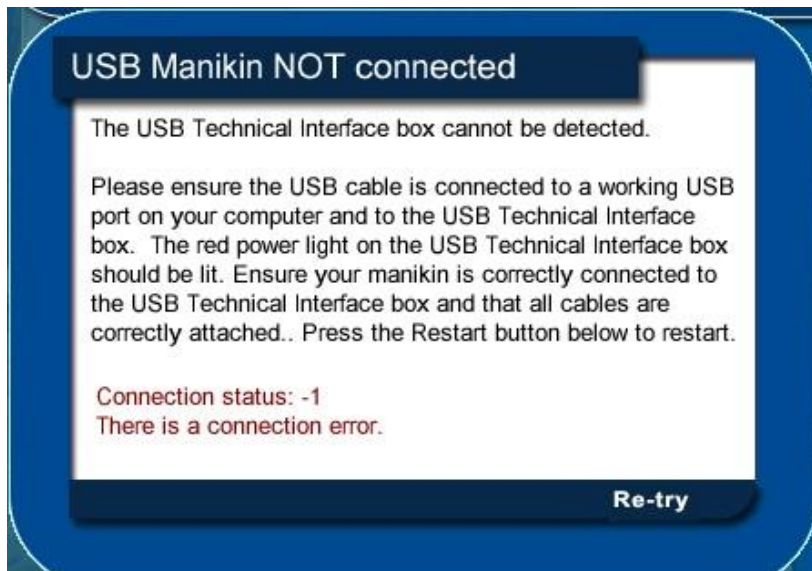 USB Manikin NOT connected
The USB Technical Interface box cannot be detected.
Please ensure the USB cable is connected to a working USB
port on your computer and to the USB Technical Interface
box.  The red power light on the USB Technical Interface box
should be lit. Ensure your manikin is correctly connected to
the USB Technical Interface box and that all cables are
correctly attached.. Press the Restart button below to restart.
Connection status: -1
There is a connection error.
Re-try